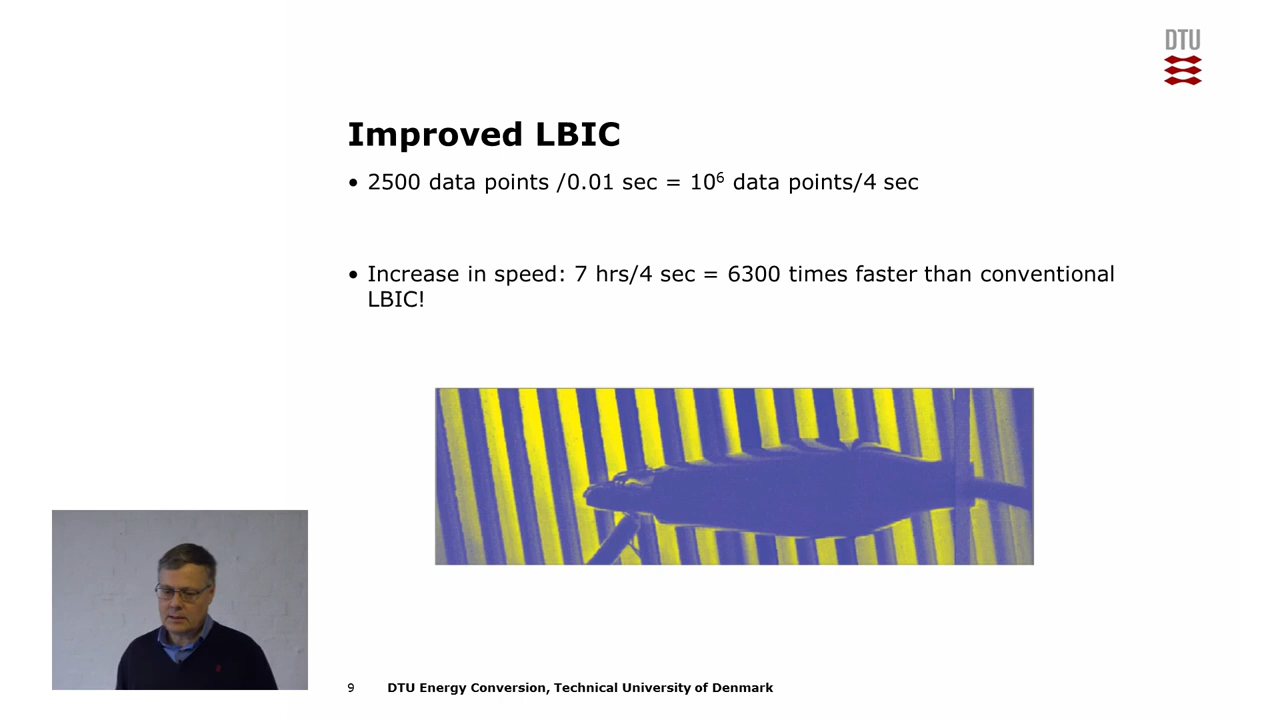 DTU
Improved LBIC
• 2500 data points /0.01 sec = 10⁶ data points/4 sec
• Increase in speed: 7 hrs/4 sec = 6300 times faster than conventional
LBIC!
9 DTU Energy Conversion, Technical University of Denmark